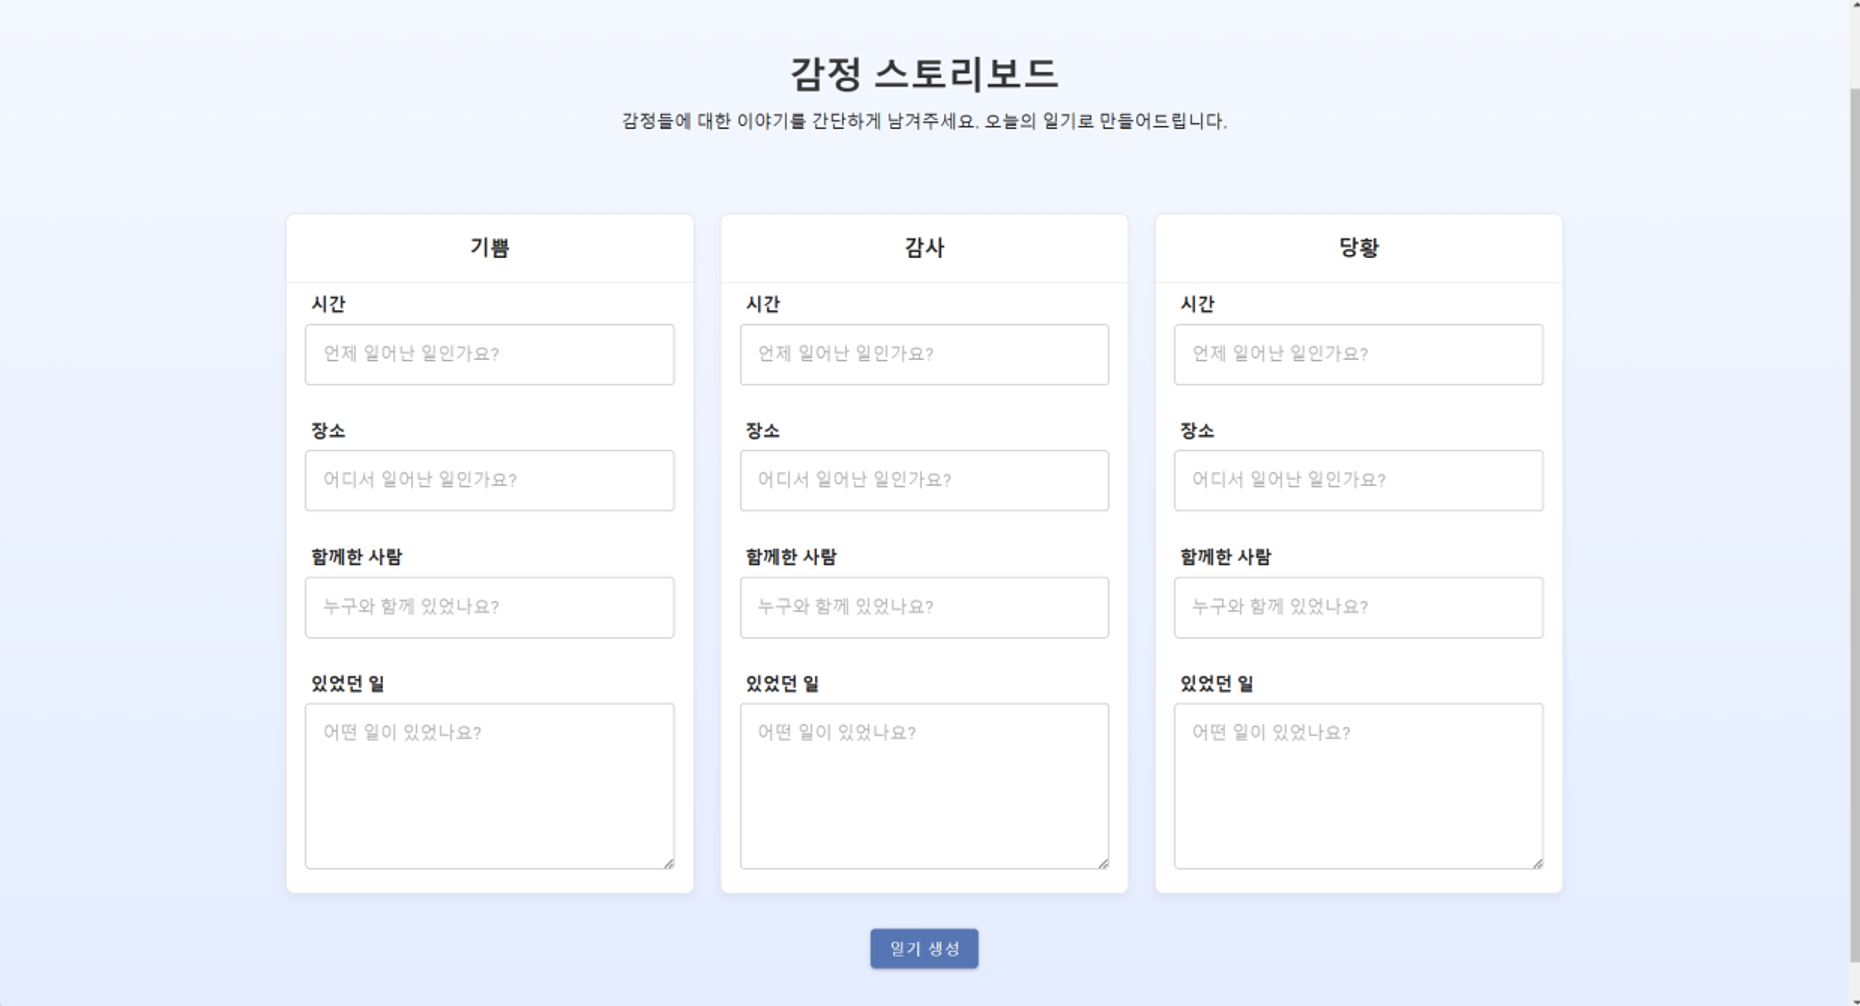 감정 스토리보드
감정들에 대한 이야기를 간단하게 남겨주세요. 오늘의 일기로 만들어드립니다.
기쁨
시간
언제 일어난 일인가요?
장소
어디서 일어난 일인가요?
함께한 사람
누구와 함께 있었나요?
있었던 일
어떤 일이 있었나요?
감사
시간
언제 일어난 일인가요?
장소
어디서 일어난 일인가요?
함께한 사람
누구와 함께 있었나요?
있었던 일
어떤 일이 있었나요?
당황
시간
언제 일어난 일인가요?
장소
어디서 일어난 일인가요?
함께한 사람
누구와 함께 있었나요?
있었던 일
어떤 일이 있었나요?
일기 생성